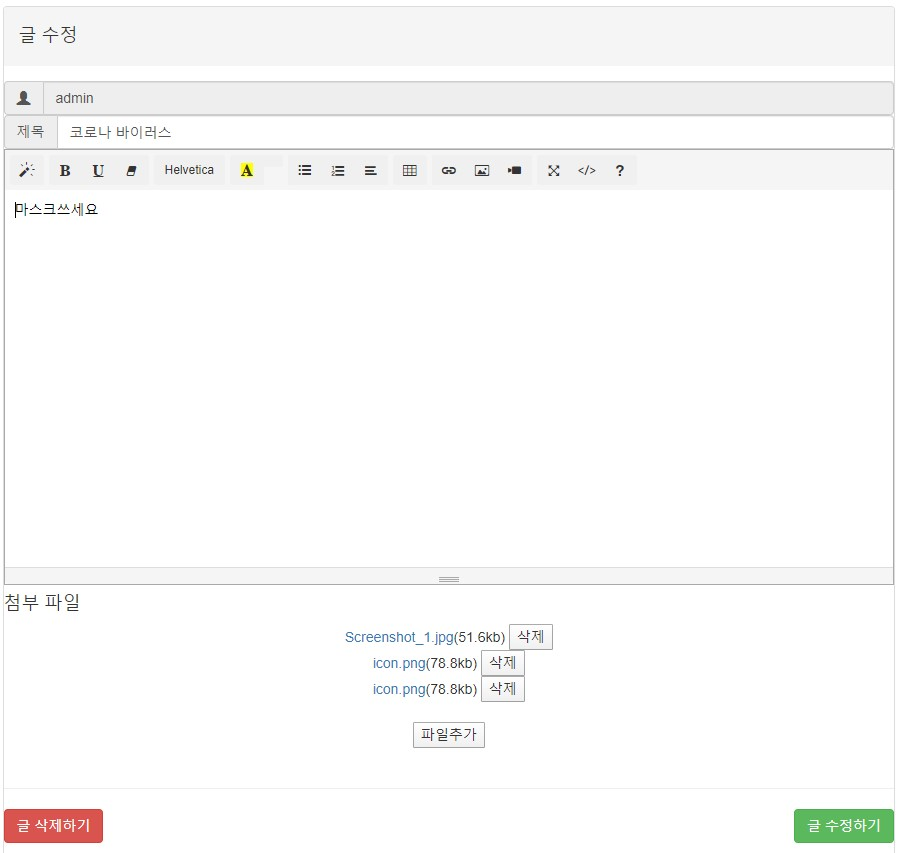 글 수정
admin
제목 코로나 바이러스
B U Helvetica A </> ?
마스크쓰세요
첨부 파일
Screenshot_1.jpg(51.6kb) 삭제
icon.png(78.8kb) 삭제
icon.png(78.8kb) 삭제
파일추가
글 삭제하기 글 수정하기